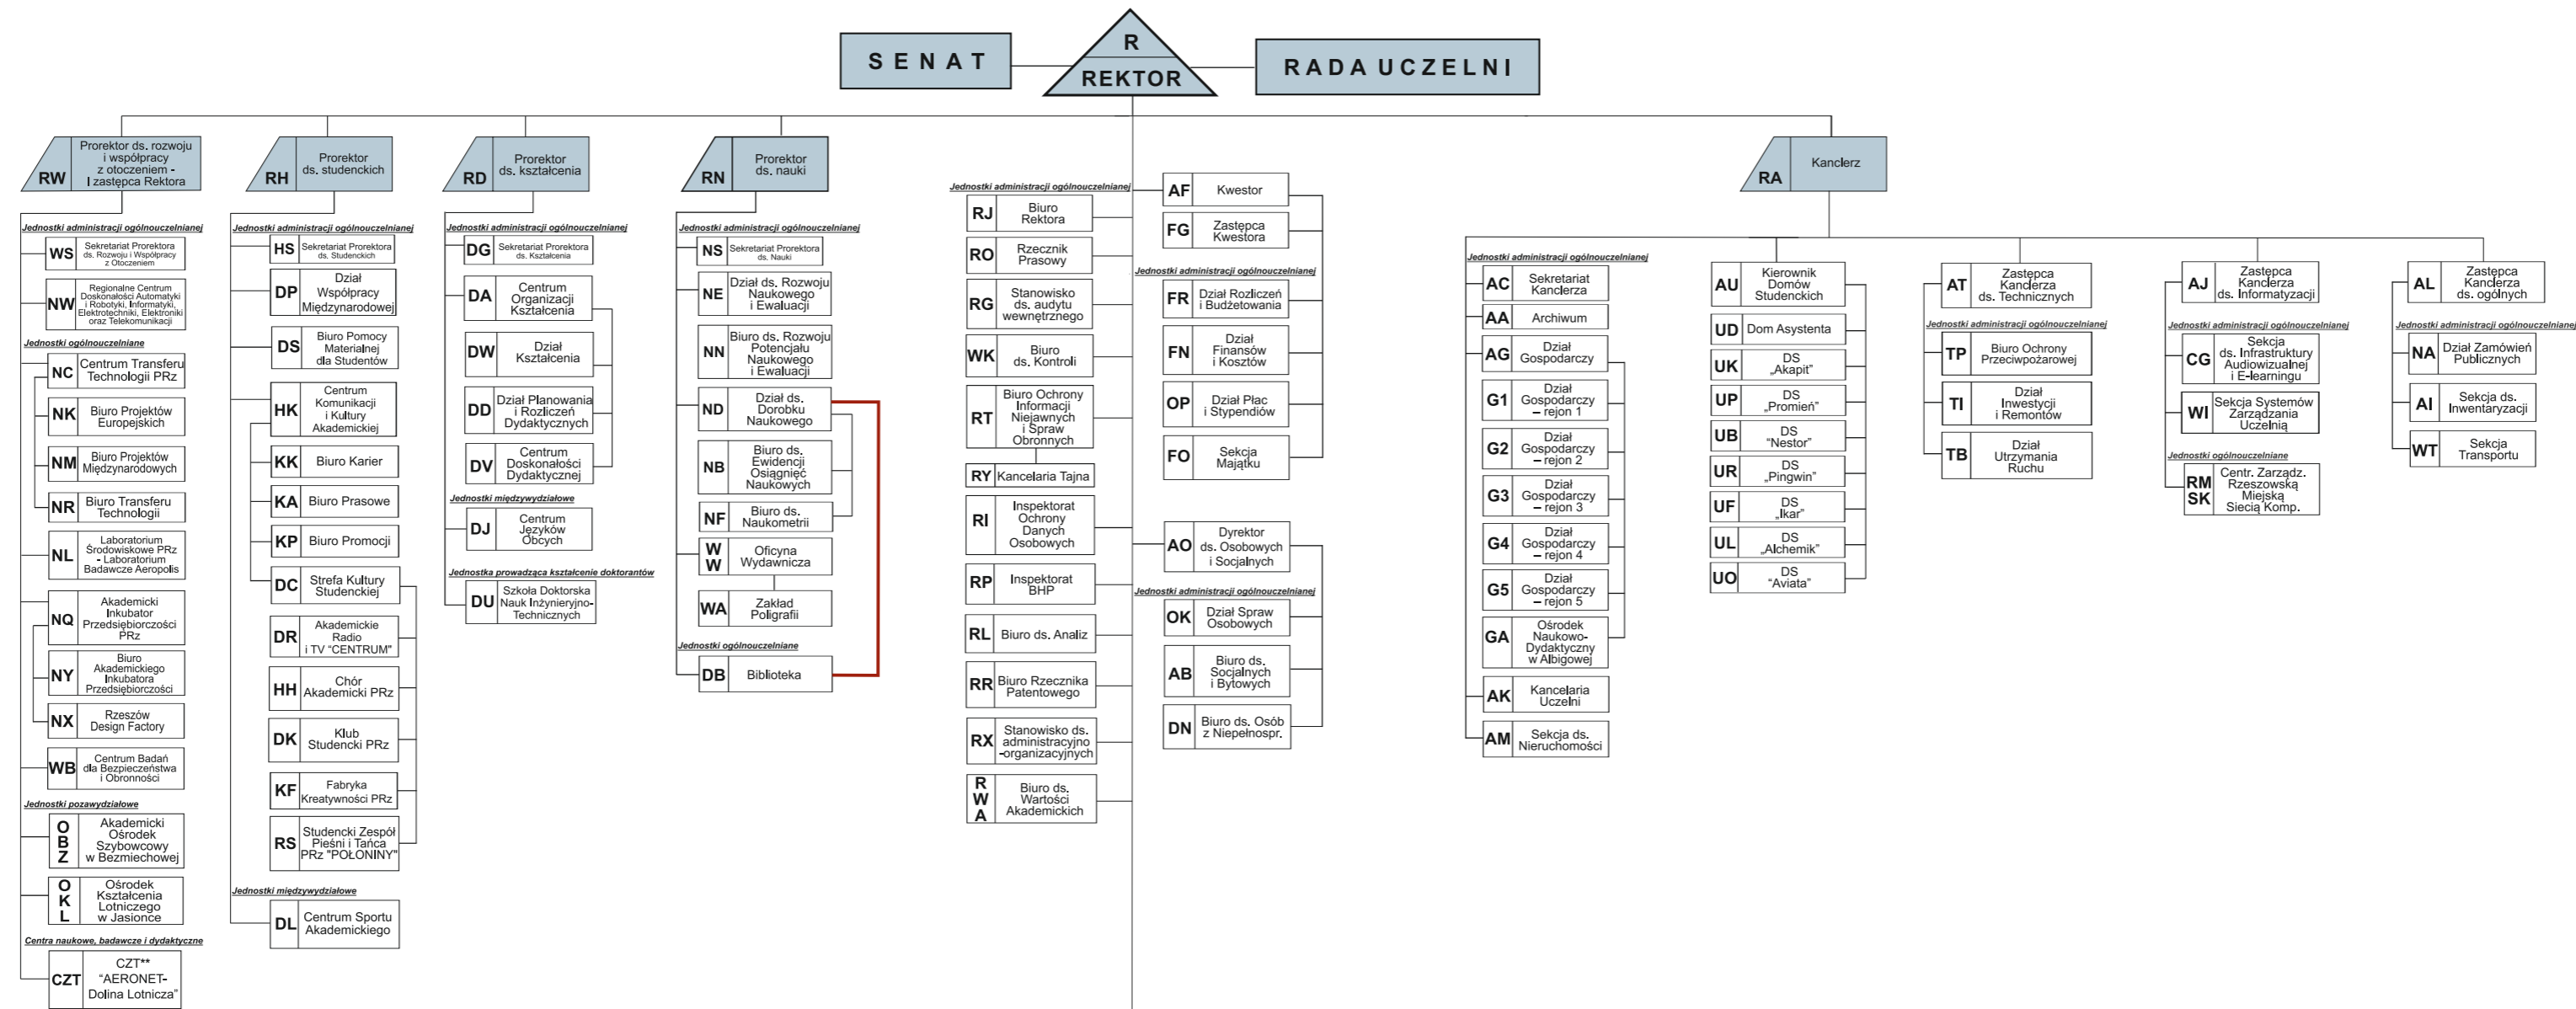 SENAT
R
REKTOR
RADA UCZELNI
RW
Prorektor ds. rozwoju
i współpracy
z otoczeniem -
I zastępca Rektora
Jednostki administracji ogólnouczelnianej
WS
Sekretariat Prorektora
ds. Rozwoju i Współpracy
z Otoczeniem
NW
Regionalne Centrum
Doskonałości Automatyki
i Robotyki, Informatyki,
Elektrotechniki, Elektroniki
oraz Telekomunikacji
Jednostki ogólnouczelniane
NC
Centrum Transferu
Technologii PRz
NK
Biuro Projektów
Europejskich
NM
Biuro Projektów
Międzynarodowych
NR
Biuro Transferu
Technologii
NL
Laboratorium
Środowiskowe PRz
- Laboratorium
Badawcze Aeropolis
NQ
Akademicki
Inkubator
Przedsiębiorczości
PRz
NY
Biuro
Akademickiego
Inkubatora
Przedsiębiorczości
NX
Rzeszów
Design Factory
WB
Centrum Badań
dla Bezpieczeństwa
i Obronności
Jednostki pozawydziałowe
O
B
Z
Akademicki
Ośrodek
Szybowcowy
w Bezmiechowej
O
K
L
Ośrodek
Kształcenia
Lotniczego
w Jasionce
Centra naukowe, badawcze i dydaktyczne
CZT
CZT**
“AERONET-
Dolina Lotnicza”
RH
Prorektor
ds. studenckich
Jednostki administracji ogólnouczelnianej
HS
Sekretariat Prorektora
ds. Studenckich
DP
Dział
Współpracy
Międzynarodowej
DS
Biuro Pomocy
Materialnej
dla Studentów
HK
Centrum
Komunikacji
i Kultury
Akademickiej
KK
Biuro Karier
KA
Biuro Prasowe
KP
Biuro Promocji
DC
Strefa Kultury
Studenckiej
DR
Akademickie
Radio
i TV “CENTRUM”
HH
Chór
Akademicki PRz
DK
Klub
Studencki PRz
KF
Fabryka
Kreatywności PRz
RS
Studencki Zespół
Pieśni i Tańca
PRz "POŁONINY"
Jednostki międzywydziałowe
DL
Centrum Sportu
Akademickiego
RD
Prorektor
ds. kształcenia
Jednostki administracji ogólnouczelnianej
DG
Sekretariat Prorektora
ds. Kształcenia
DA
Centrum
Organizacji
Kształcenia
DW
Dział
Kształcenia
DD
Dział Planowania
i Rozliczeń
Dydaktycznych
DV
Centrum
Doskonałości
Dydaktycznej
Jednostki międzywydziałowe
DJ
Centrum
Języków
Obcych
Jednostka prowadząca kształcenie doktorantów
DU
Szkoła Doktorska
Nauk Inżynieryjno-
Technicznych
RN
Prorektor
ds. nauki
Jednostki administracji ogólnouczelnianej
NS
Sekretariat Prorektora
ds. Nauki
NE
Dział ds. Rozwoju
Naukowego
i Ewaluacji
NN
Biuro ds. Rozwoju
Potencjału
Naukowego
i Ewaluacji
ND
Dział ds.
Dorobku
Naukowego
NB
Biuro ds.
Ewidencji
Osiągnięć
Naukowych
NF
Biuro ds.
Naukometrii
W
W
Oficyna
Wydawnicza
WA
Zakład
Poligrafii
Jednostki ogólnouczelniane
DB
Biblioteka
Jednostki administracji ogólnouczelnianej
RJ
Biuro
Rektora
RO
Rzecznik
Prasowy
RG
Stanowisko
ds. audytu
wewnętrznego
WK
Biuro
ds. Kontroli
RT
Biuro Ochrony
Informacji
Niejawnych
i Spraw
Obronnych
RY
Kancelaria Tajna
RI
Inspektorat
Ochrony
Danych
Osobowych
RP
Inspektorat
BHP
RL
Biuro ds. Analiz
RR
Biuro Rzecznika
Patentowego
RX
Stanowisko ds.
administracyjno
-organizacyjnych
R
W
A
Biuro ds.
Wartości
Akademickich
AF
Kwestor
FG
Zastępca
Kwestora
Jednostki administracji ogólnouczelnianej
FR
Dział Rozliczeń
i Budżetowania
FN
Dział
Finansów
i Kosztów
OP
Dział Płac
i Stypendiów
FO
Sekcja
Majątku
AO
Dyrektor
ds. Osobowych
i Socjalnych
Jednostki administracji ogólnouczelnianej
OK
Dział Spraw
Osobowych
AB
Biuro ds.
Socjalnych
i Bytowych
DN
Biuro ds. Osób
z Niepełnospr.
RA
Kanclerz
Jednostki administracji ogólnouczelnianej
AC
Sekretariat
Kanclerza
AA
Archiwum
AG
Dział
Gospodarczy
G1
Dział
Gospodarczy
– rejon 1
G2
Dział
Gospodarczy
– rejon 2
G3
Dział
Gospodarczy
– rejon 3
G4
Dział
Gospodarczy
– rejon 4
G5
Dział
Gospodarczy
– rejon 5
GA
Ośrodek
Naukowo-
Dydaktyczny
w Albigowej
AK
Kancelaria
Uczelni
AM
Sekcja ds.
Nieruchomości
AU
Kierownik
Domów
Studenckich
UD
Dom Asystenta
UK
DS
„Akapit”
UP
DS
„Promień”
UB
DS
“Nestor”
UR
DS
„Pingwin”
UF
DS
„Ikar”
UL
DS
„Alchemik”
UO
DS
“Aviata”
AT
Zastępca
Kanclerza
ds. Technicznych
Jednostki administracji ogólnouczelnianej
TP
Biuro Ochrony
Przeciwpożarowej
TI
Dział
Inwestycji
i Remontów
TB
Dział
Utrzymania
Ruchu
AJ
Zastępca
Kanclerza
ds. Informatyzacji
Jednostki administracji ogólnouczelnianej
CG
Sekcja
ds. Infrastruktury
Audiowizualnej
i E-learningu
WI
Sekcja Systemów
Zarządzania
Uczelnią
Jednostki ogólnouczelniane
RM
SK
Centr. Zarządz.
Rzeszowską
Miejską
Siecią Komp.
AL
Zastępca
Kanclerza
ds. ogólnych
Jednostki administracji ogólnouczelnianej
NA
Dział Zamówień
Publicznych
AI
Sekcja ds.
Inwentaryzacji
WT
Sekcja
Transportu